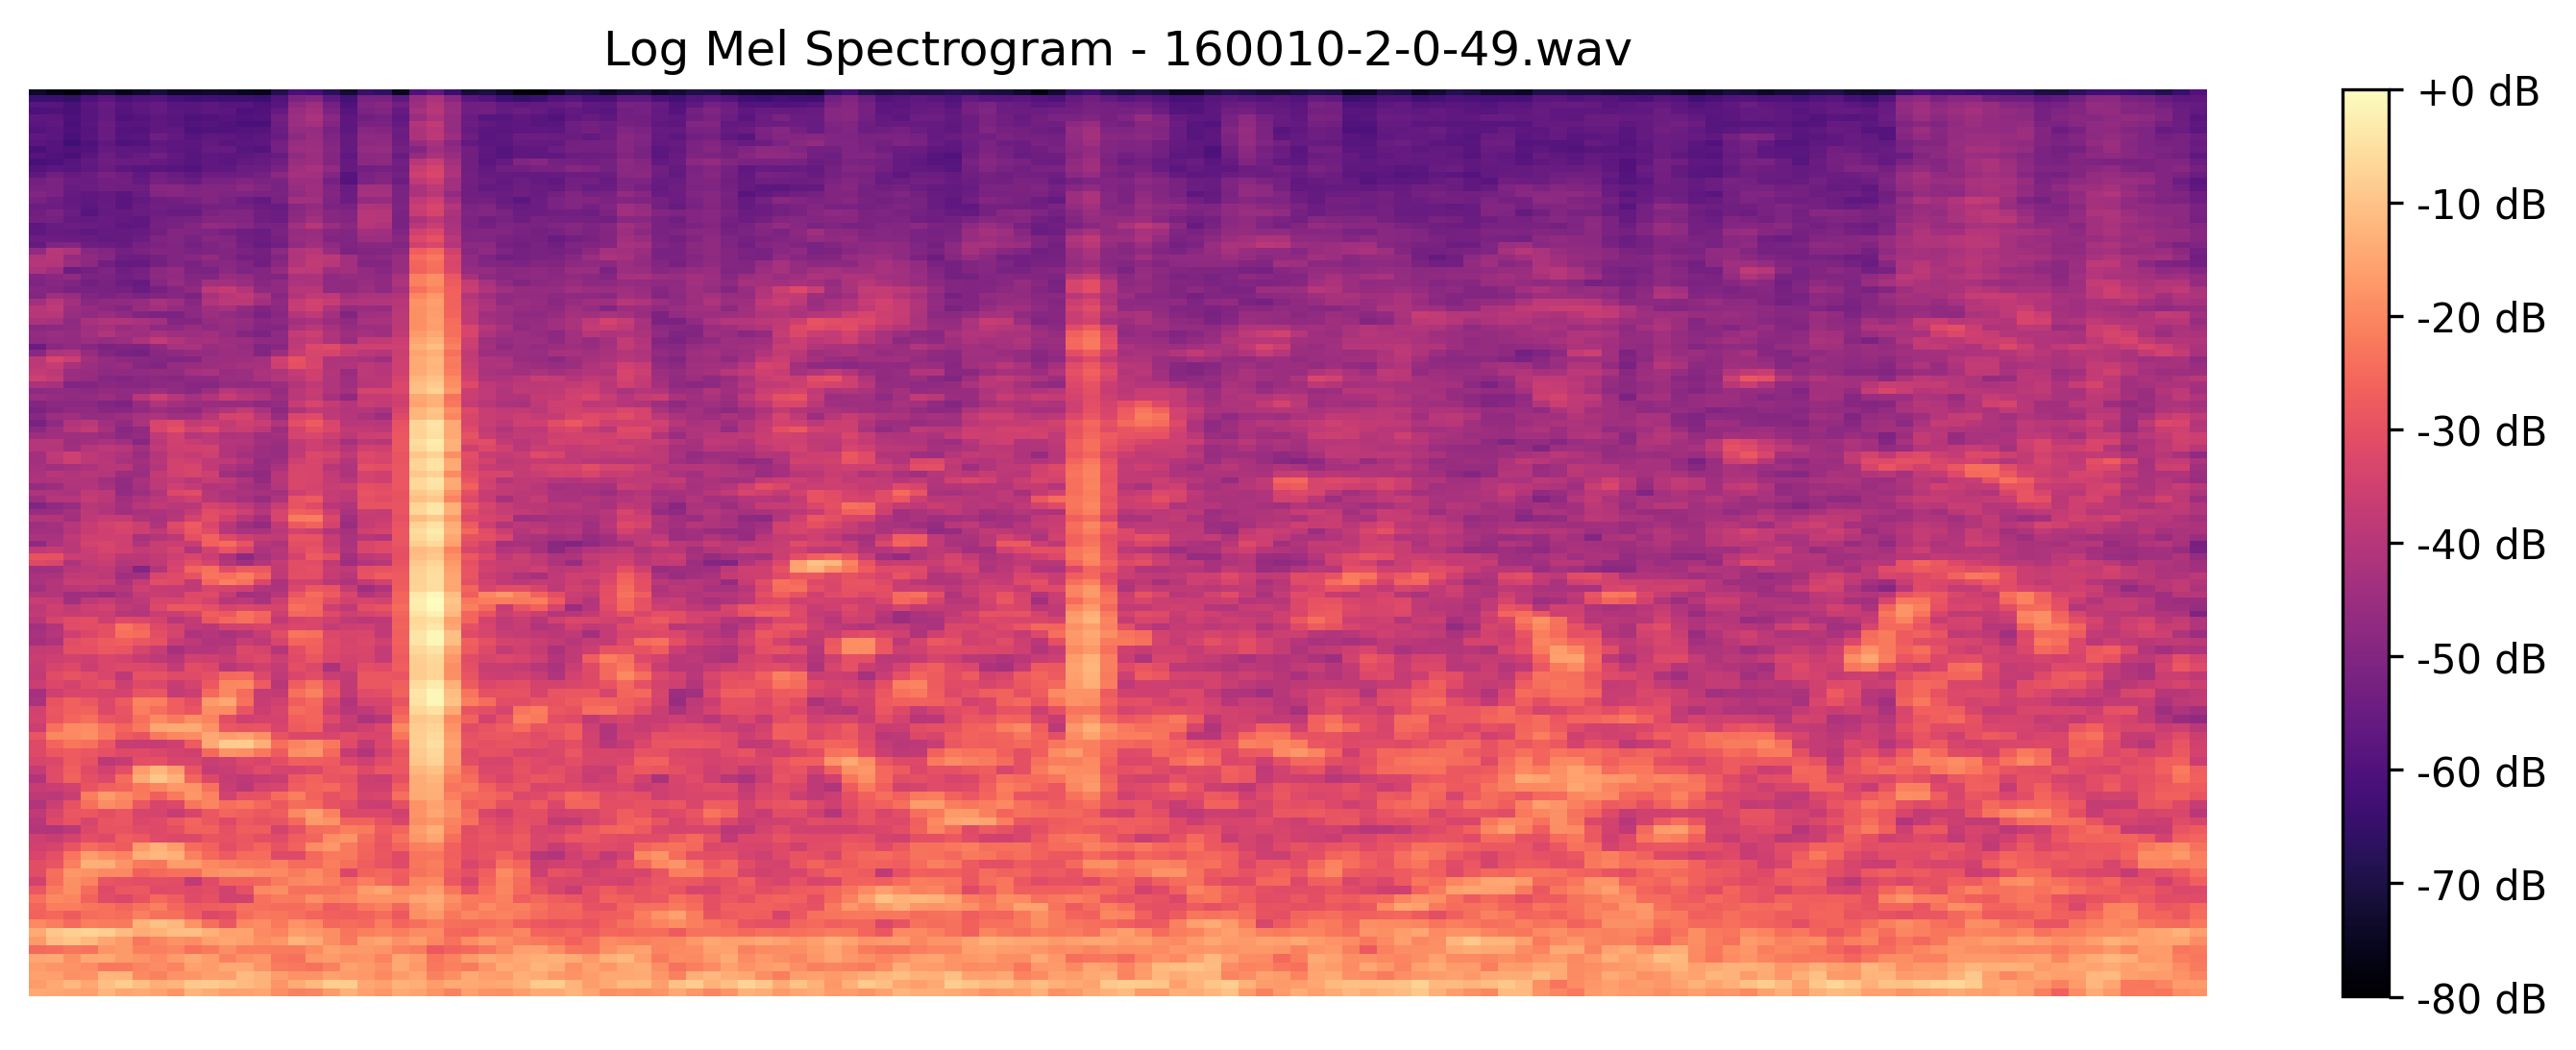 Log Mel Spectrogram - 160010-2-0-49.wav
+0 dB
-10 dB
-20 dB
-30 dB
-40 dB
-50 dB
-60 dB
-70 dB
-80 dB